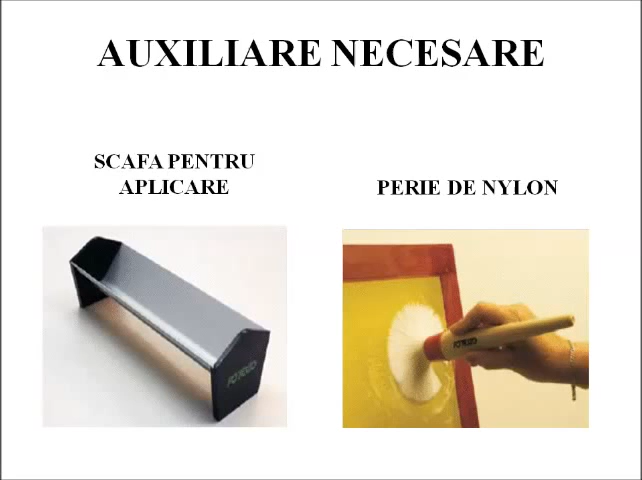 AUXILIARE NECESARE
SCAFA PENTRU
APLICARE
PERIE DE NYLON